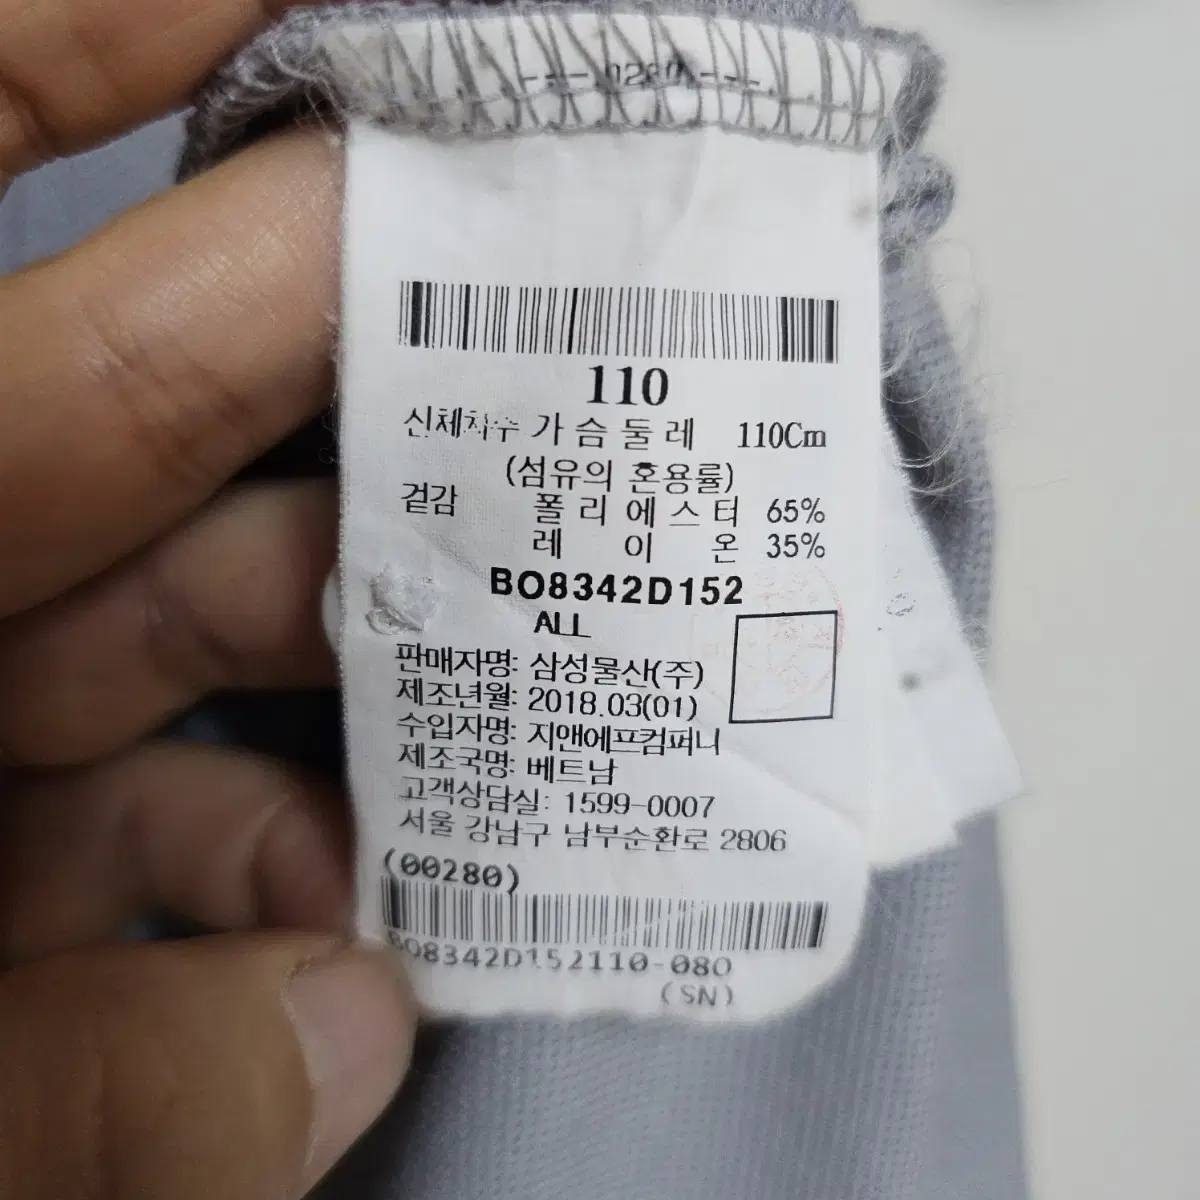 0280
110
신체치수 가슴둘레 110Cm
(섬유의 혼용률)
겉감 폴리에스터 65%
레이온 35%
BO8342D152
ALL
판매자명: 삼성물산(주)
제조년월: 2018.03(01)
수입자명: 지앤에프컴퍼니
제조국명: 베트남
고객상담실: 1599-0007
서울 강남구 남부순환로 2806
(00280)
BO8342D152110-080
(SN)